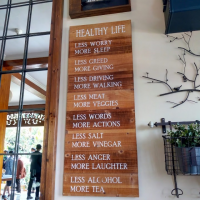 HEALTHY LIFE
LESS WORRY
MORE SLEEP
LESS GREED
MORE GIVING
LESS DRIVING
MORE WALKING
LESS MEAT
MORE VEGGIES
LESS WORDS
MORE ACTIONS
LESS SALT
MORE VINEGAR
LESS ANGER
MORE LAUGHTER
LESS ALCOHOL
MORE TEA